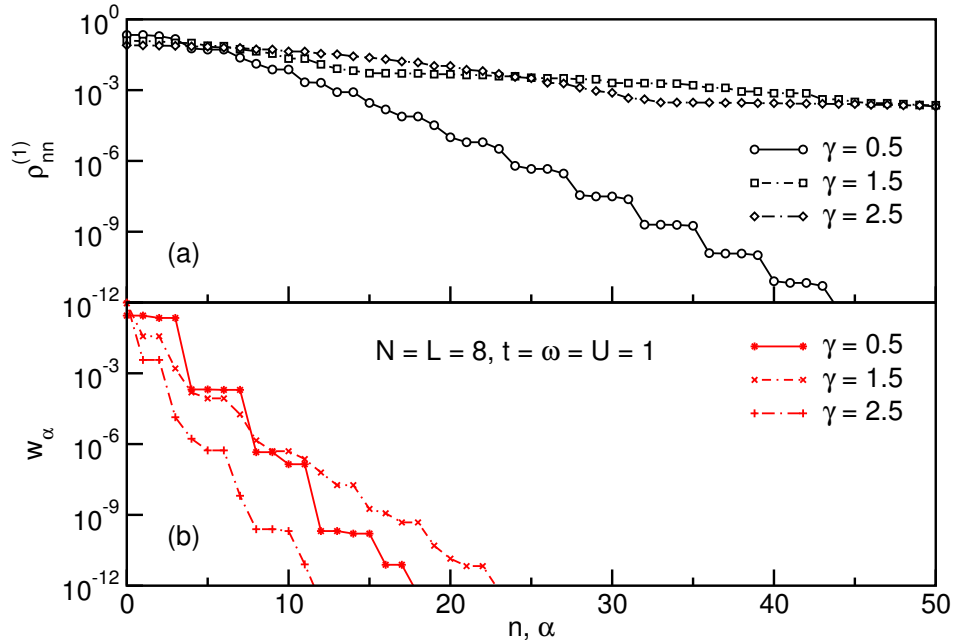 10^0
10^-3
10^-6
10^-9
10^-12
ρ_nn^(1)
(a)
γ = 0.5
γ = 1.5
γ = 2.5
10^-3
10^-6
10^-9
10^-12
w_α
(b)
N = L = 8, t = ω = U = 1
γ = 0.5
γ = 1.5
γ = 2.5
0 10 20 30 40 50
n, α